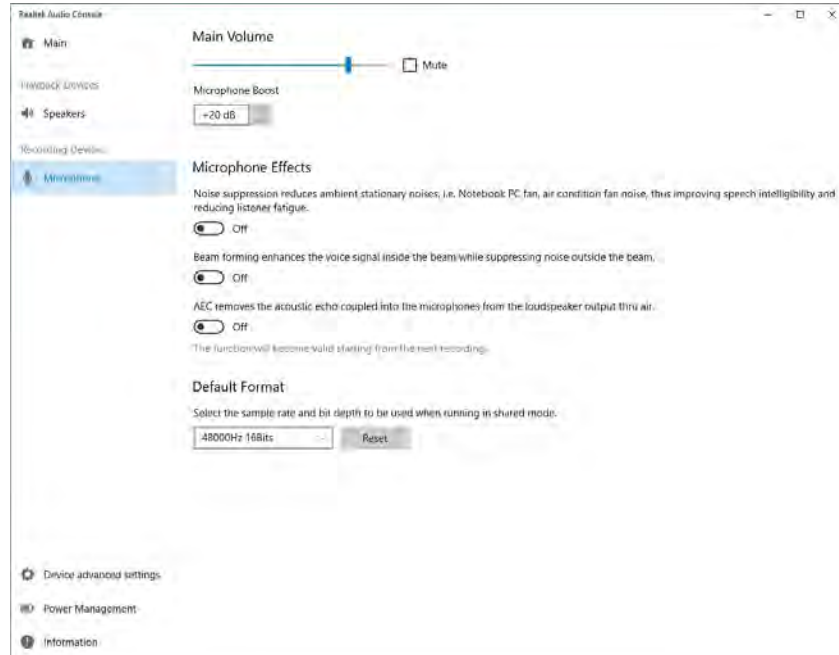 Realtek Audio Console
Main
Playback Devices
Speakers
Recording Devices
Microphone
Main Volume
Mute
Microphone Boost
+20 dB
Microphone Effects
Noise suppression reduces ambient stationary noises, i.e. Notebook PC fan, air condition fan noise, thus improving speech intelligibility and
reducing listener fatigue.
Off
Beam forming enhances the voice signal inside the beam while suppressing noise outside the beam.
Off
AEC removes the acoustic echo coupled into the microphones from the loudspeaker output thru air.
Off
The function will become valid starting from the next recording.
Default Format
Select the sample rate and bit depth to be used when running in shared mode.
48000Hz 16Bits
Reset
Device advanced settings
Power Management
Information